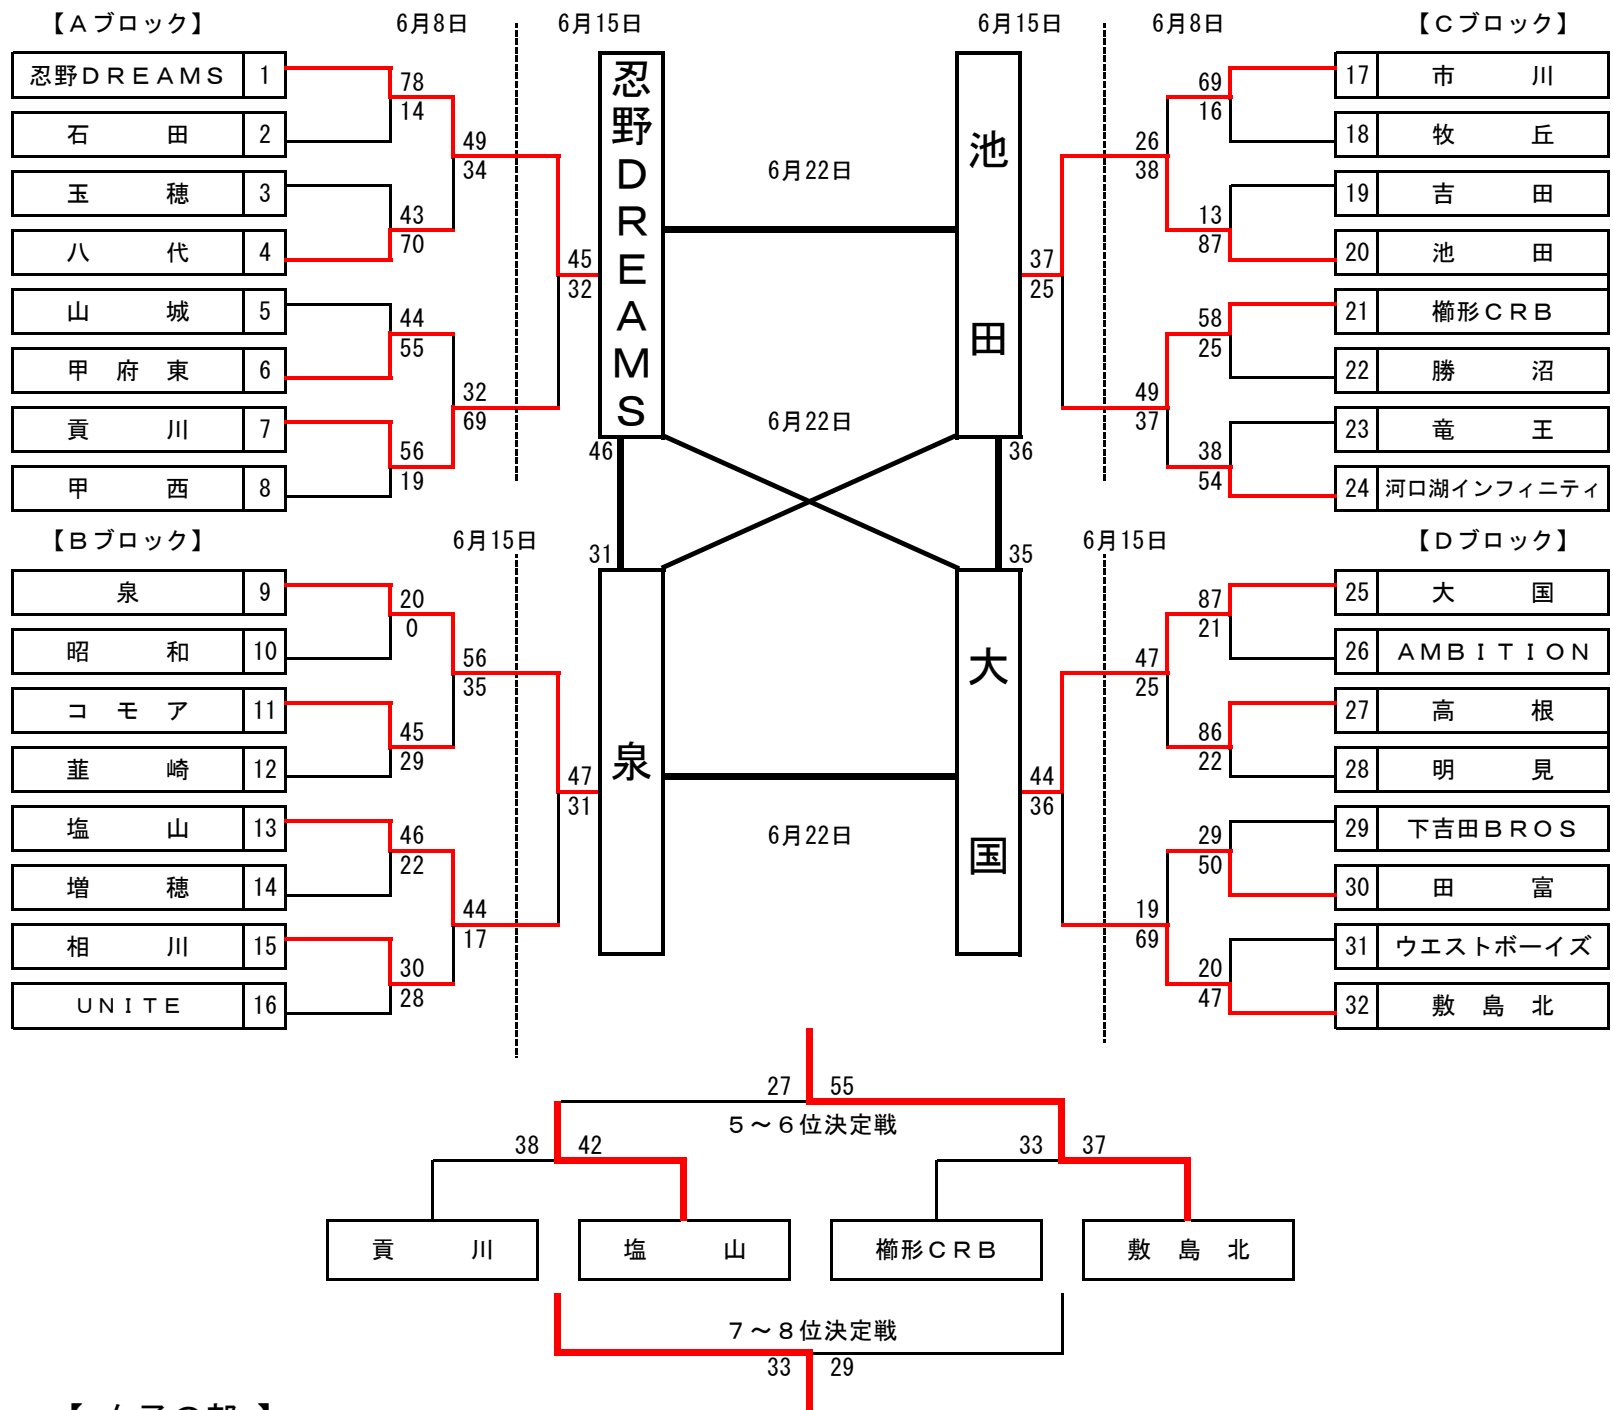 【Aブロック】 6月8日 6月15日 6月15日 6月8日 【Cブロック】
忍野DREAMS 1
石田 2
玉穂 3
八代 4
山城 5
甲府東 6
貢川 7
甲西 8
78
14
43
70
44
55
56
19
49
34
32
69
45
32
忍野DREAMS
46
池田
36
6月22日
6月22日
37
25
26
38
49
37
69
16
13
87
58
25
38
54
17 市川
18 牧丘
19 吉田
20 池田
21 櫛形CRB
22 勝沼
23 竜王
24 河口湖インフィニティ
【Bブロック】 6月15日 6月15日 【Dブロック】
泉 9
昭和 10
コモア 11
韮崎 12
塩山 13
増穂 14
相川 15
UNITE 16
20
0
45
29
46
22
30
28
56
35
44
17
47
31
31
泉
35
大国
6月22日
44
36
47
25
19
69
87
21
86
22
29
50
20
47
25 大国
26 AMBITION
27 高根
28 明見
29 下吉田BROS
30 田富
31 ウエストボーイズ
32 敷島北
27 55
5～6位決定戦
38 42 33 37
貢川 塩山 櫛形CRB 敷島北
7～8位決定戦
33 29